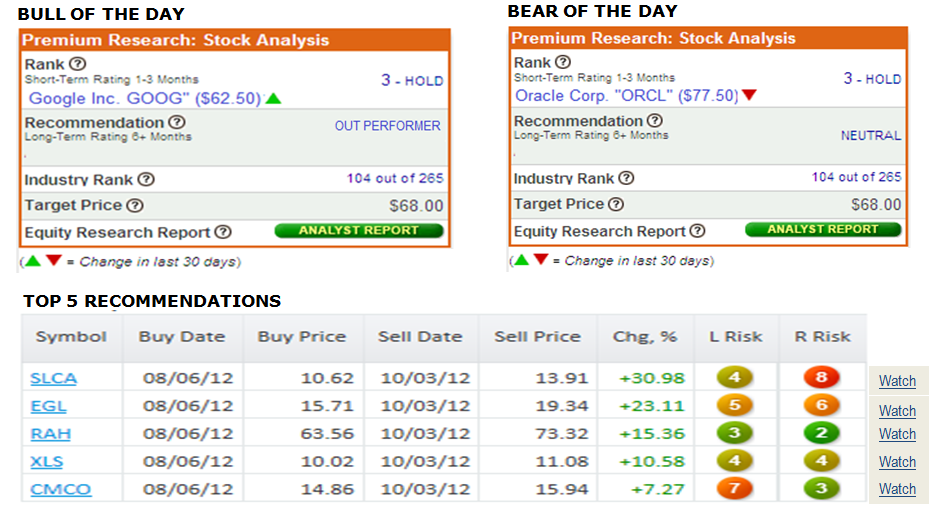 BULL OF THE DAY
Premium Research: Stock Analysis
Rank ?
Short-Term Rating 1-3 Months
3 - HOLD
Google Inc. GOOG" ($62.50)
Recommendation ?
Long-Term Rating 6+ Months
OUT PERFORMER
Industry Rank ?
104 out of 265
Target Price ?
$68.00
Equity Research Report ?
ANALYST REPORT
(▲ ▼ = Change in last 30 days)
BEAR OF THE DAY
Premium Research: Stock Analysis
Rank ?
Short-Term Rating 1-3 Months
3 - HOLD
Oracle Corp. "ORCL" ($77.50)
Recommendation ?
Long-Term Rating 6+ Months
NEUTRAL
Industry Rank ?
104 out of 265
Target Price ?
$68.00
Equity Research Report ?
ANALYST REPORT
(▲ ▼ = Change in last 30 days)
TOP 5 RECOMMENDATIONS
Symbol Buy Date Buy Price Sell Date Sell Price Chg, % L Risk R Risk
SLCA 08/06/12 10.62 10/03/12 13.91 +30.98 4 8 Watch
EGL 08/06/12 15.71 10/03/12 19.34 +23.11 5 6 Watch
RAH 08/06/12 63.56 10/03/12 73.32 +15.36 3 2 Watch
XLS 08/06/12 10.02 10/03/12 11.08 +10.58 4 4 Watch
CMCO 08/06/12 14.86 10/03/12 15.94 +7.27 7 3 Watch